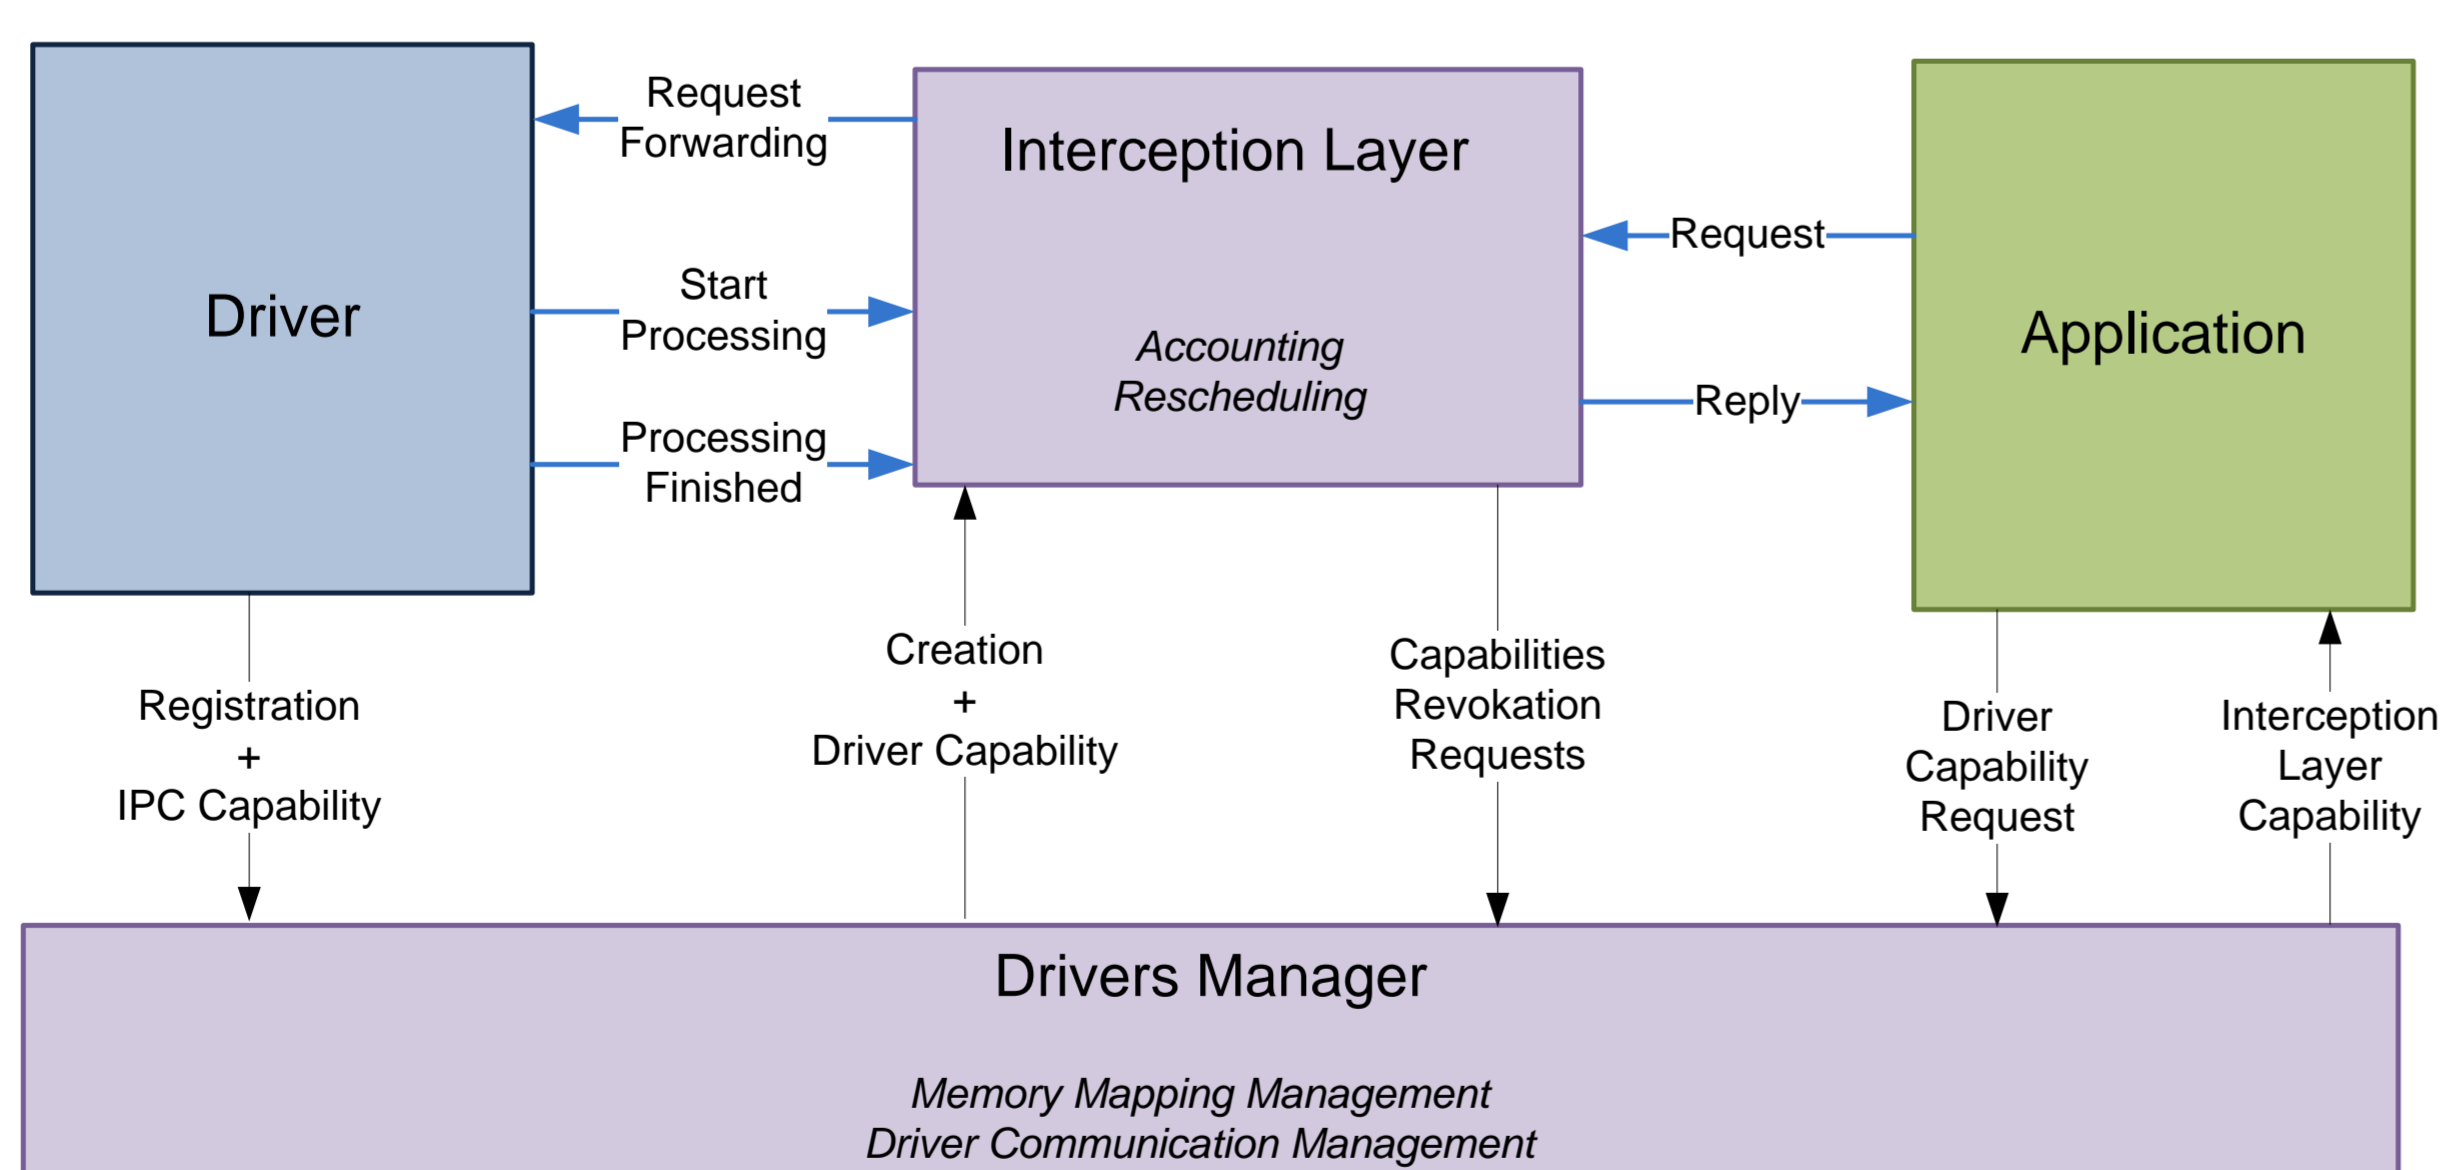 Driver
Request
Forwarding
Start
Processing
Processing
Finished
Interception Layer
Accounting
Rescheduling
Request
Reply
Application
Registration
+
IPC Capability
Creation
+
Driver Capability
Capabilities
Revokation
Requests
Driver
Capability
Request
Interception
Layer
Capability
Drivers Manager
Memory Mapping Management
Driver Communication Management